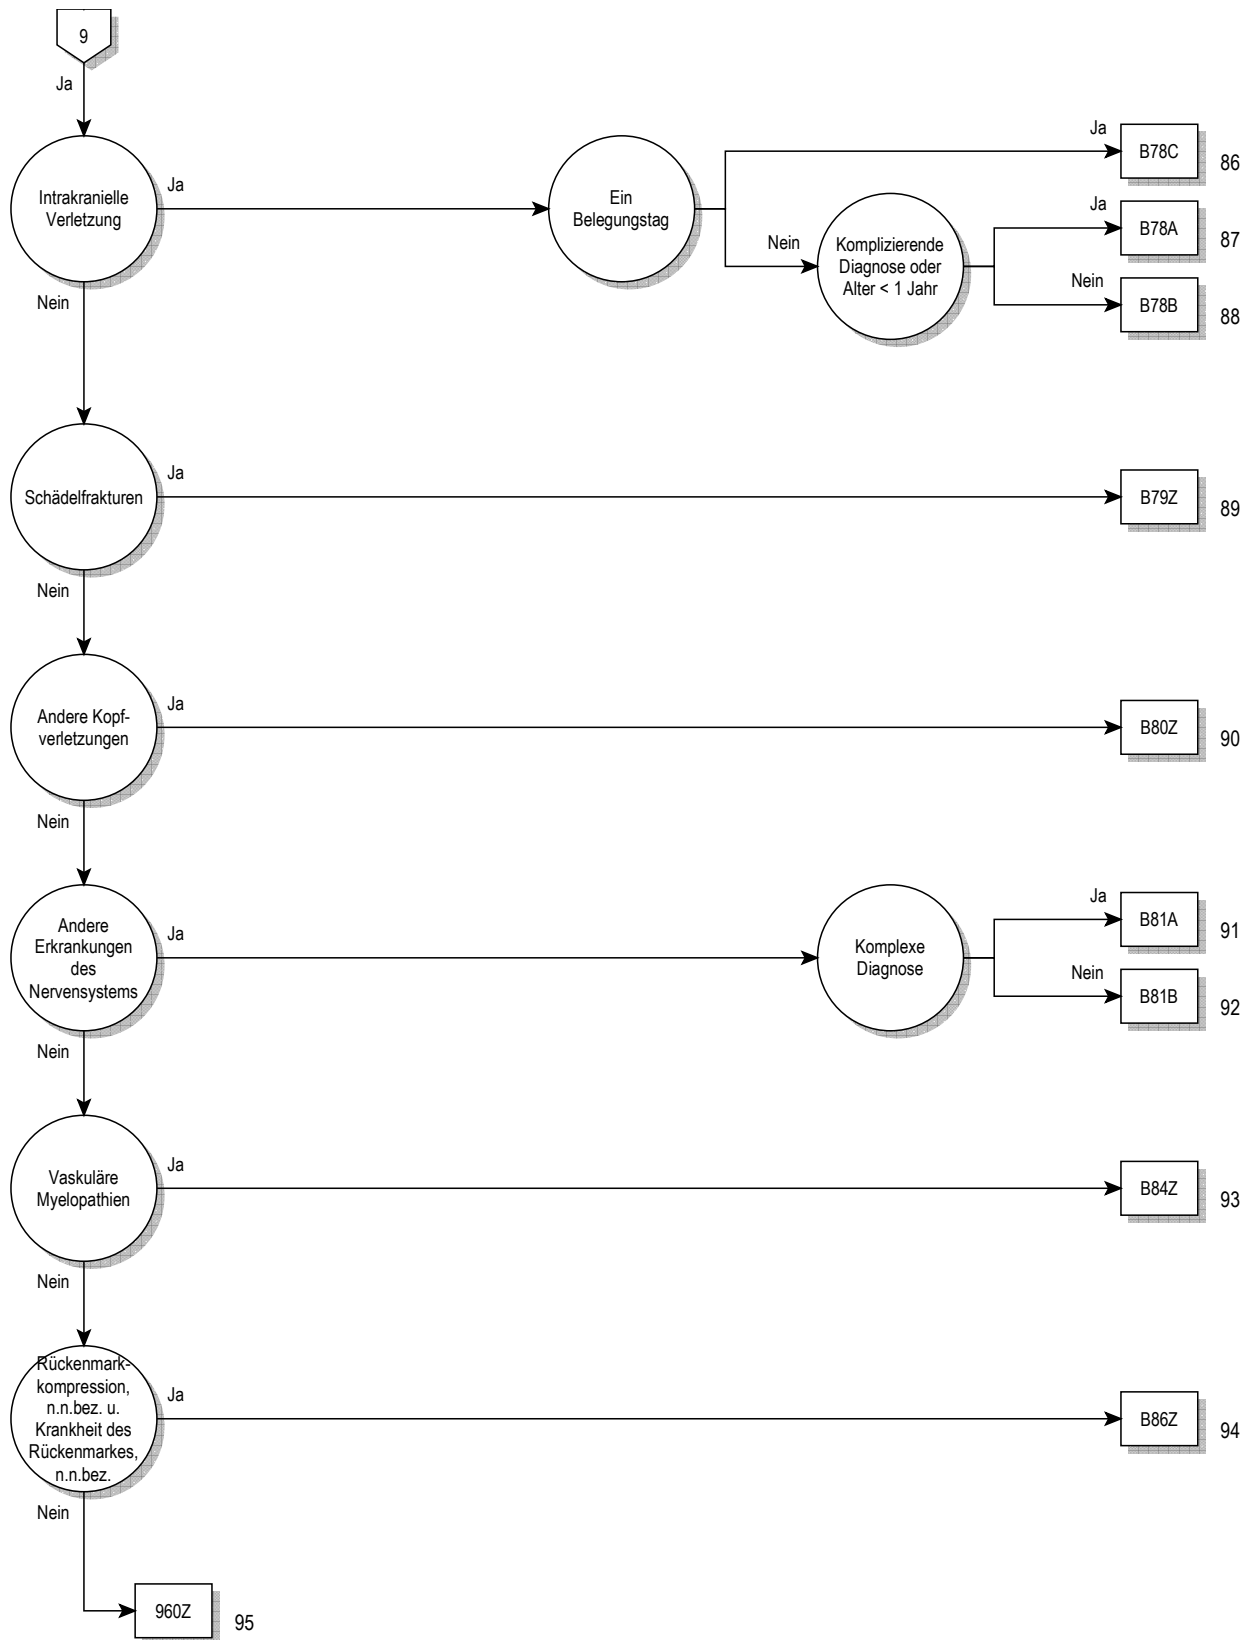 9
Ja
Intrakranielle
Verletzung
Ja
Ein
Belegungstag
Ja
B78C
86
Nein
Komplizierende
Diagnose oder
Alter < 1 Jahr
Ja
B78A
87
Nein
B78B
88
Nein
Schädelfrakturen
Ja
B79Z
89
Nein
Andere Kopf-
verletzungen
Ja
B80Z
90
Nein
Andere
Erkrankungen
des
Nervensystems
Ja
Komplexe
Diagnose
Ja
B81A
91
Nein
B81B
92
Nein
Vaskuläre
Myelopathien
Ja
B84Z
93
Nein
Rückenmark-
kompression,
n.n.bez. u.
Krankheit des
Rückenmarkes,
n.n.bez.
Ja
B86Z
94
Nein
960Z
95